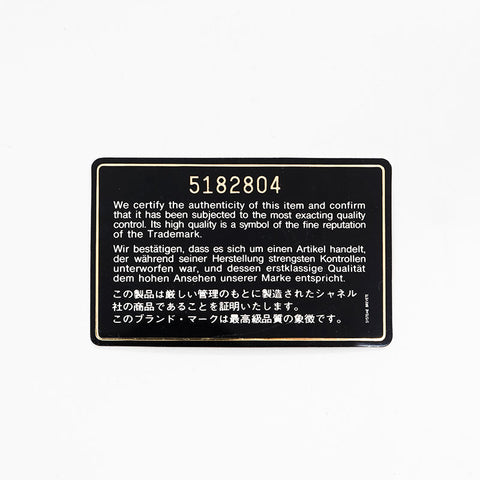 5182804
We certify the authenticity of this item and confirm
that it has been subjected to the most exacting quality
control. Its high quality is a symbol of the fine reputation
of the Trademark.
Wir bestätigen, dass es sich um einen Artikel handelt,
der während seiner Herstellung strengsten Kontrollen
unterworfen war, und dessen erstklassige Qualität
dem hohen Ansehen unserer Marke entspricht.
この製品は厳しい管理のもとに製造されたシャネル
社の商品であることを証明いたします。
このブランド・マークは最高級品質の象徴です。